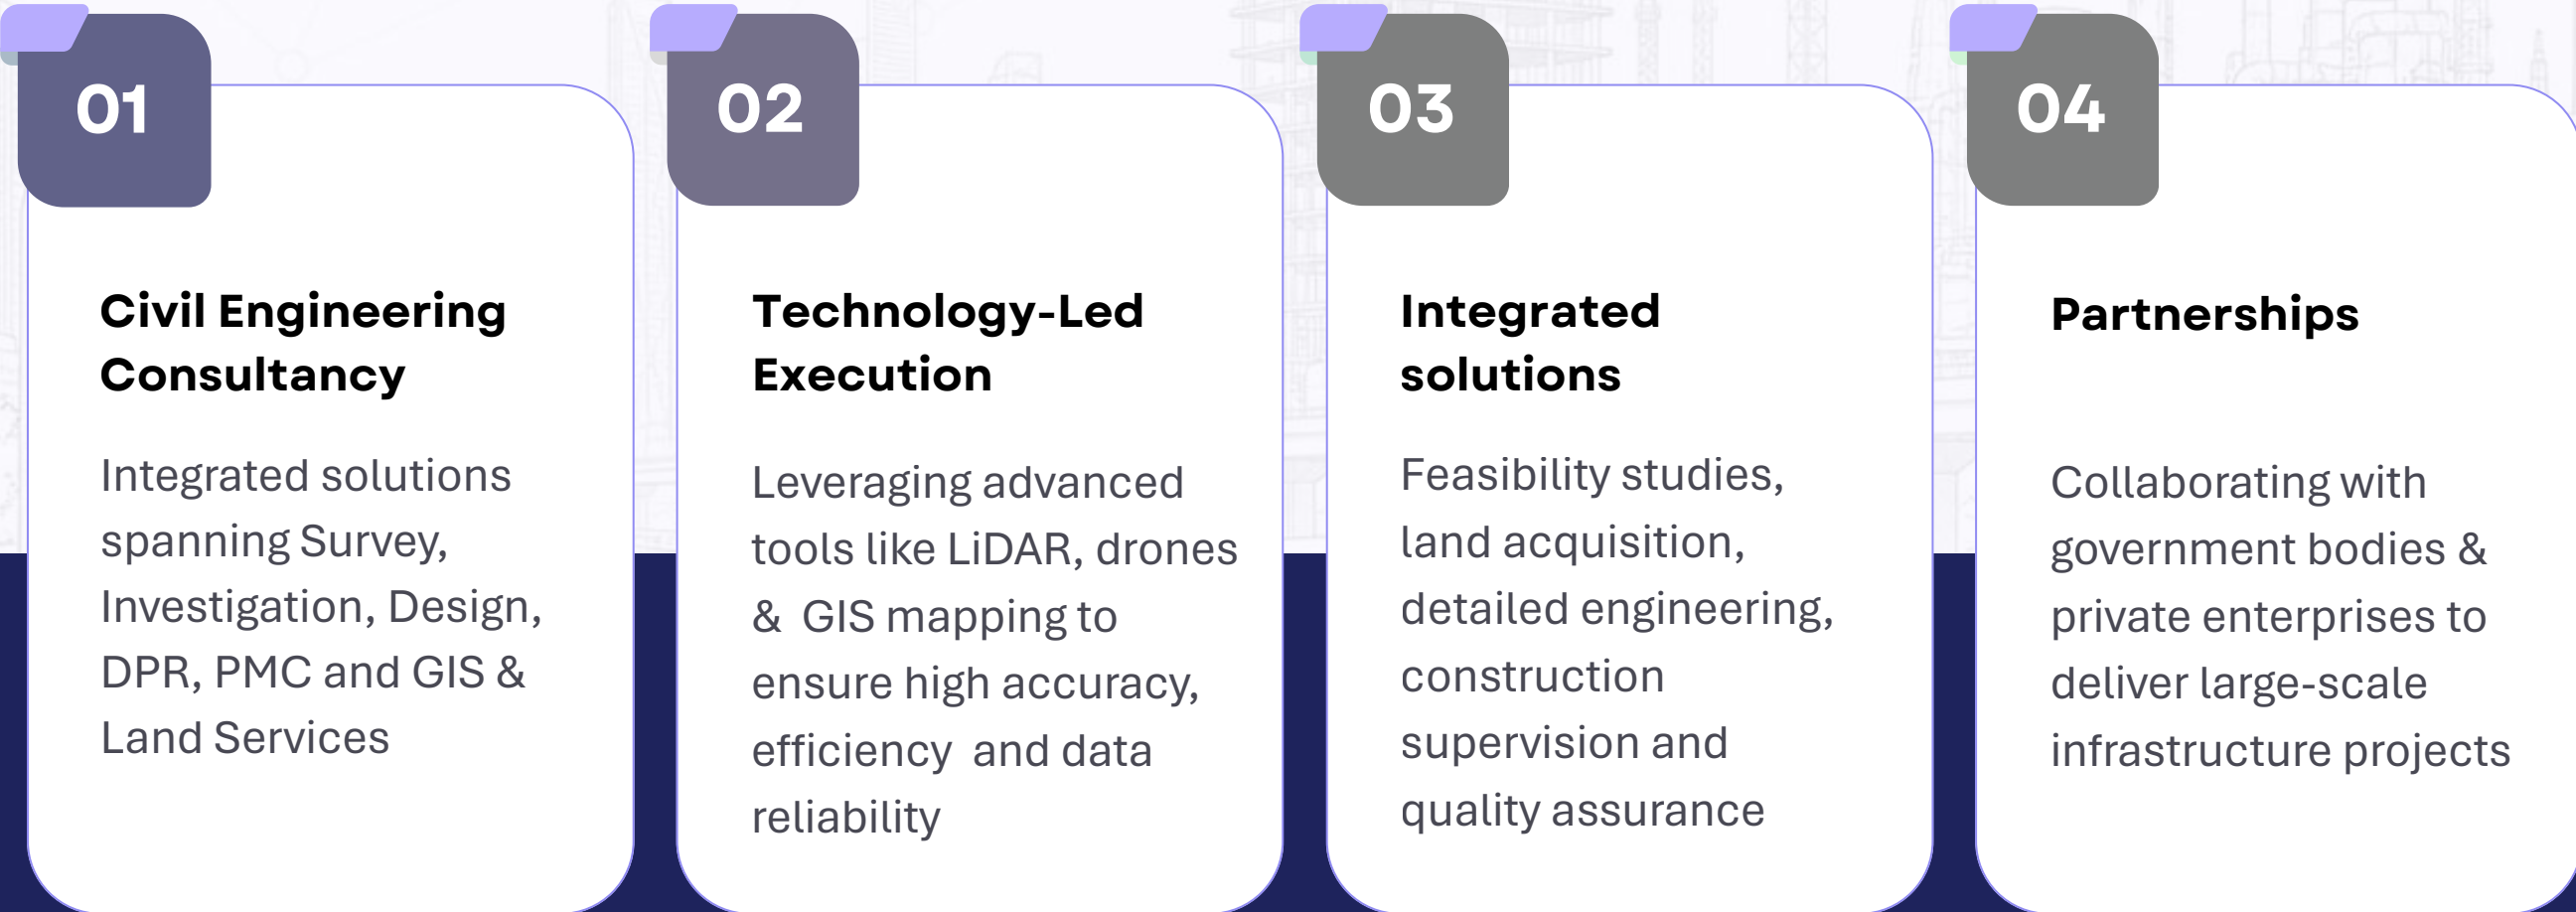 01
Civil Engineering
Consultancy
Integrated solutions
spanning Survey,
Investigation, Design,
DPR, PMC and GIS &
Land Services
02
Technology-Led
Execution
Leveraging advanced
tools like LiDAR, drones
&  GIS mapping to
ensure high accuracy,
efficiency  and data
reliability
03
Integrated
solutions
Feasibility studies,
land acquisition,
detailed engineering,
construction
supervision and
quality assurance
04
Partnerships
Collaborating with
government bodies &
private enterprises to
deliver large-scale
infrastructure projects